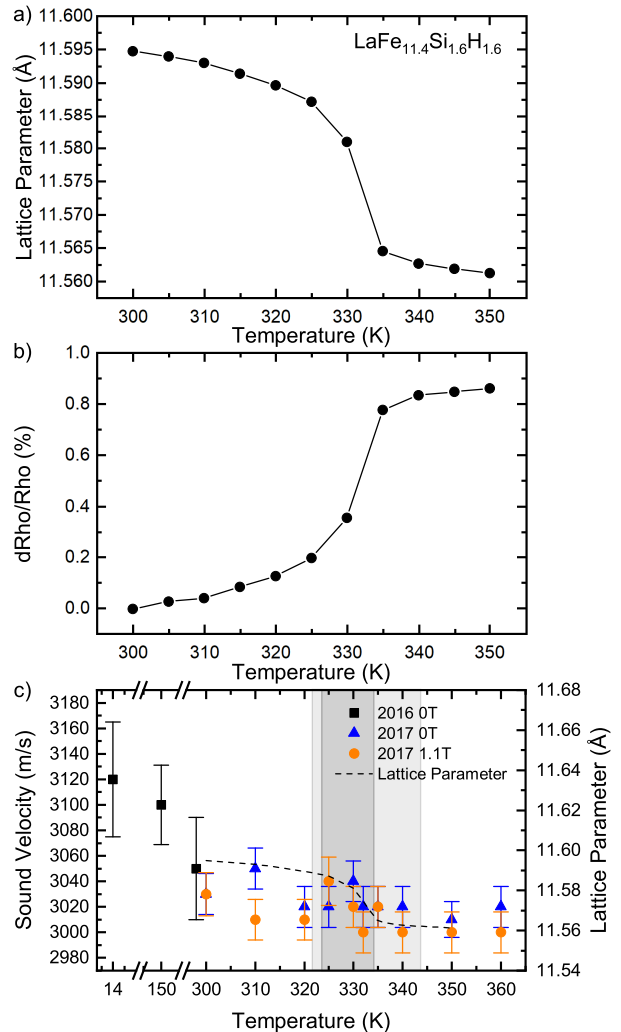 a)
LaFe11.4Si1.6H1.6
Lattice Parameter (Å)
11.600
11.595
11.590
11.585
11.580
11.575
11.570
11.565
11.560
300 310 320 330 340 350
Temperature (K)
b)
dRho/Rho (%)
1.0
0.8
0.6
0.4
0.2
0.0
300 310 320 330 340 350
Temperature (K)
c)
Sound Velocity (m/s)
3180
3160
3140
3120
3100
3080
3060
3040
3020
3000
2980
2016 0T
2017 0T
2017 1.1T
Lattice Parameter
11.68
11.66
11.64
11.62
11.60
11.58
11.56
11.54
Lattice Parameter (Å)
14 150 300 310 320 330 340 350 360
Temperature (K)